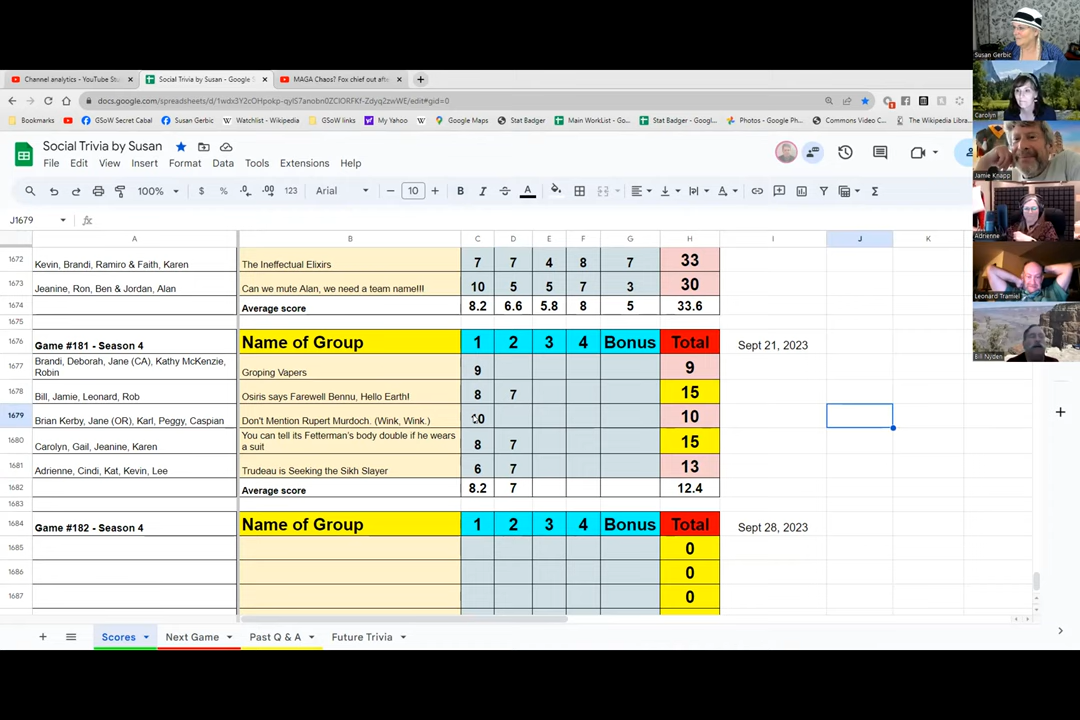 Channel analytics - YouTube Stu
Social Trivia by Susan - Google S
MAGA Chaos? Fox chief out afte
docs.google.com/spreadsheets/d/1wdx3Y2cOHpokp-qyIS7anobn0ZCIORFKf-Zdyq2zwWE/edit#gid=0
Bookmarks
GSoW Secret Cabal
Susan Gerbic
Watchlist - Wikipedia
GSoW links
My Yahoo
Google Maps
Stat Badger
Main WorkList - Go...
Stat Badger - Googl...
Photos - Google Ph...
Commons Video C...
The Wikipedia Libra
Social Trivia by Susan
File Edit View Insert Format Data Tools Extensions Help
100% $ % .0 .00 123 Arial 10 B I A
J1679 fx
A B C D E F G H I J K
1672 Kevin, Brandi, Ramiro & Faith, Karen The Ineffectual Elixirs 7 7 4 8 7 33
1673 Jeanine, Ron, Ben & Jordan, Alan Can we mute Alan, we need a team name!!! 10 5 5 7 3 30
1674 Average score 8.2 6.6 5.8 8 5 33.6
1675
1676 Game #181 - Season 4 Name of Group 1 2 3 4 Bonus Total Sept 21, 2023
1677 Brandi, Deborah, Jane (CA), Kathy McKenzie,
Robin Groping Vapers 9 9
1678 Bill, Jamie, Leonard, Rob Osiris says Farewell Bennu, Hello Earth! 8 7 15
1679 Brian Kerby, Jane (OR), Karl, Peggy, Caspian Don't Mention Rupert Murdoch. (Wink, Wink.) 10 10
1680 Carolyn, Gail, Jeanine, Karen You can tell its Fetterman's body double if he wears
a suit 8 7 15
1681 Adrienne, Cindi, Kat, Kevin, Lee Trudeau is Seeking the Sikh Slayer 6 7 13
1682 Average score 8.2 7 12.4
1683
1684 Game #182 - Season 4 Name of Group 1 2 3 4 Bonus Total Sept 28, 2023
1685 0
1686 0
1687 0
Scores Next Game Past Q & A Future Trivia
Susan Gerbic
Carolyn
Jamie Knapp
Adrienne
Leonard Tramiel
Bill Nyden